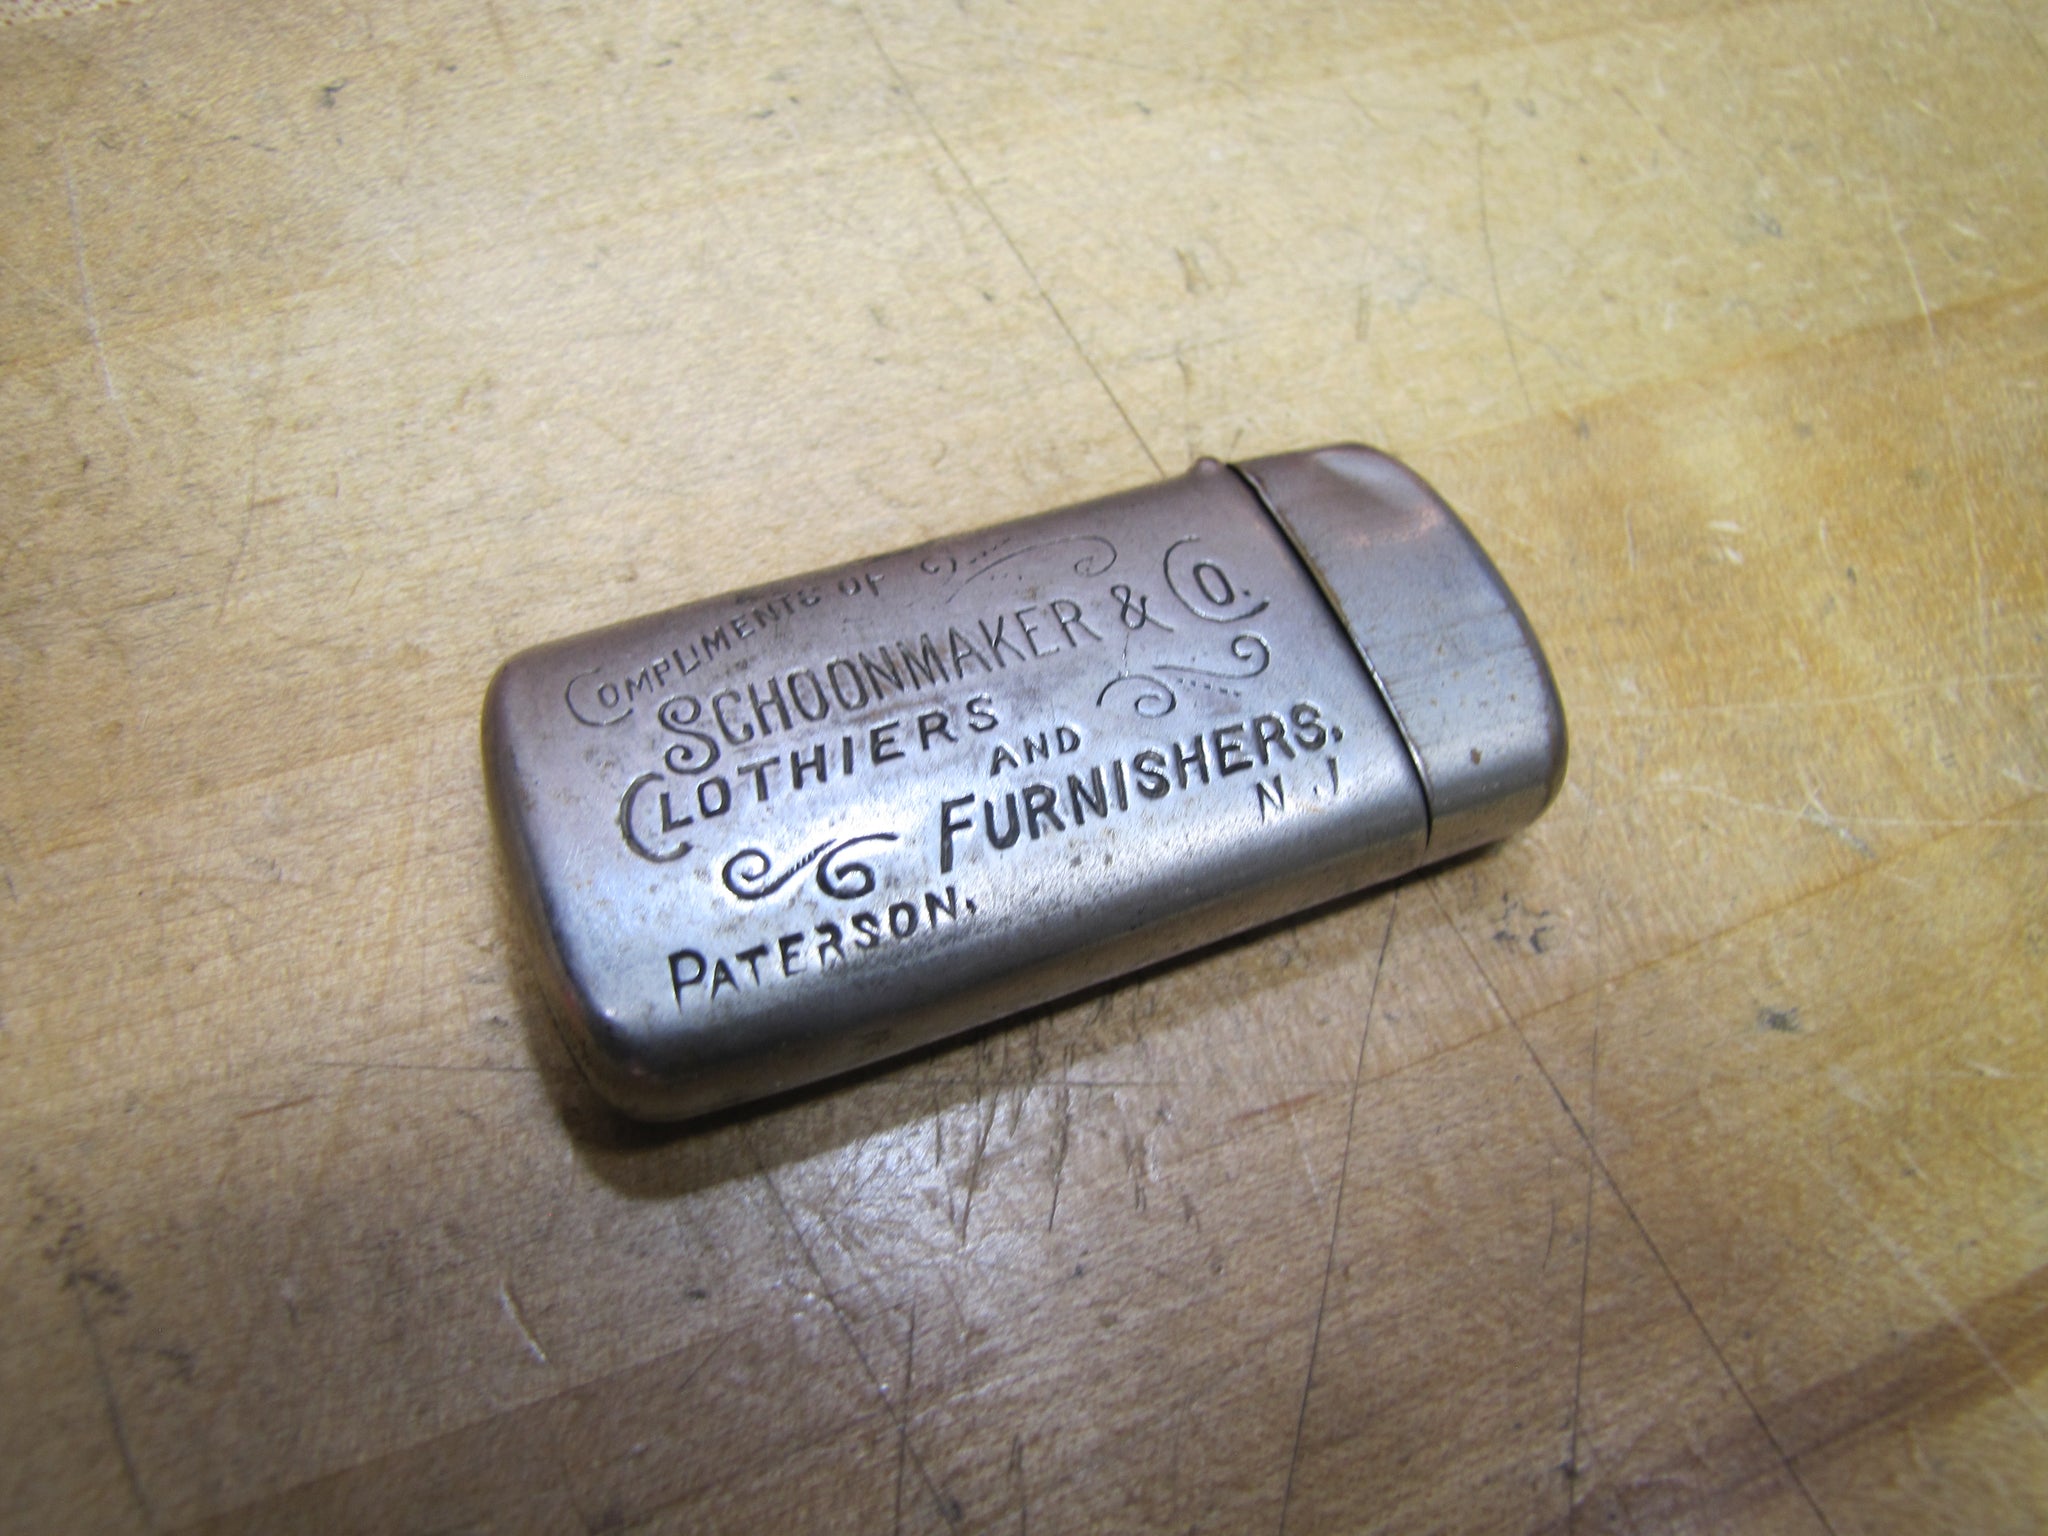 COMPLIMENTS OF
SCHOONMAKER & CO.
CLOTHIERS
AND
FURNISHERS.
PATERSON, N.J.